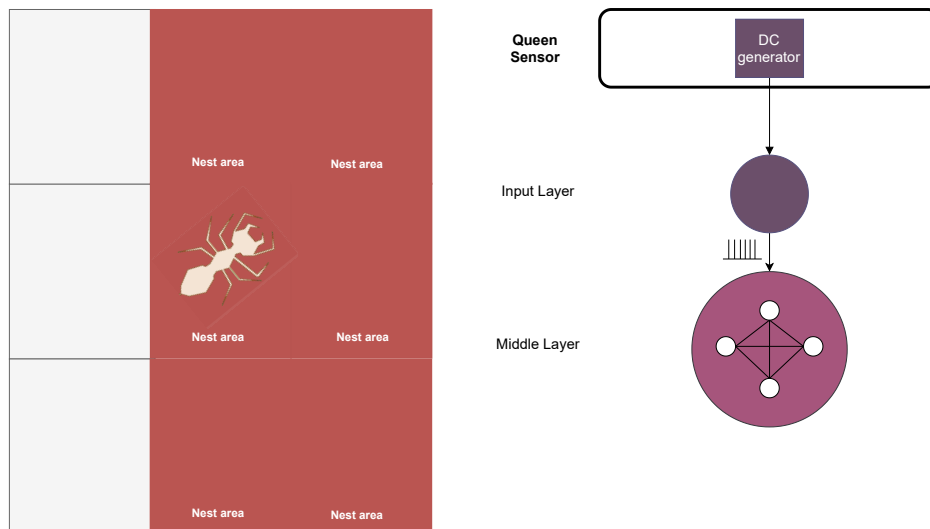 Nest area
Nest area
Nest area
Nest area
Nest area
Nest area
Queen
Sensor
DC
generator
Input Layer
Middle Layer